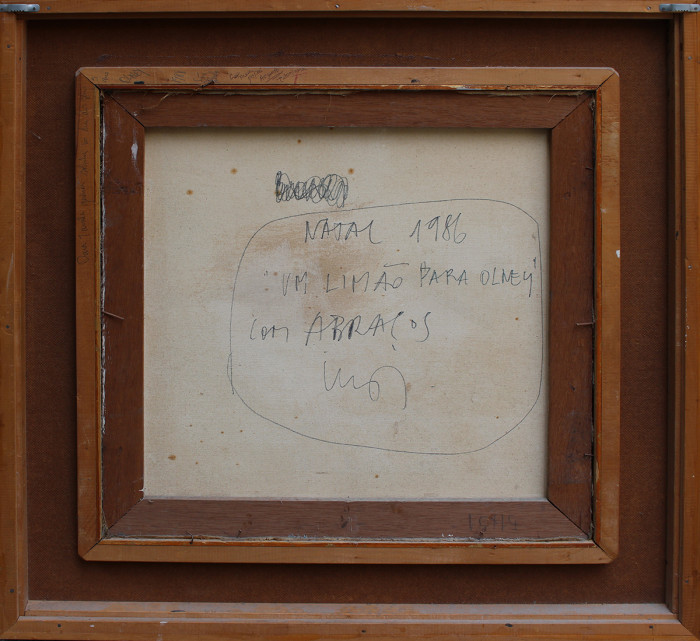 NATAL 1986
"UM LIMÃO PARA OLNEY"
COM ABRAÇOS